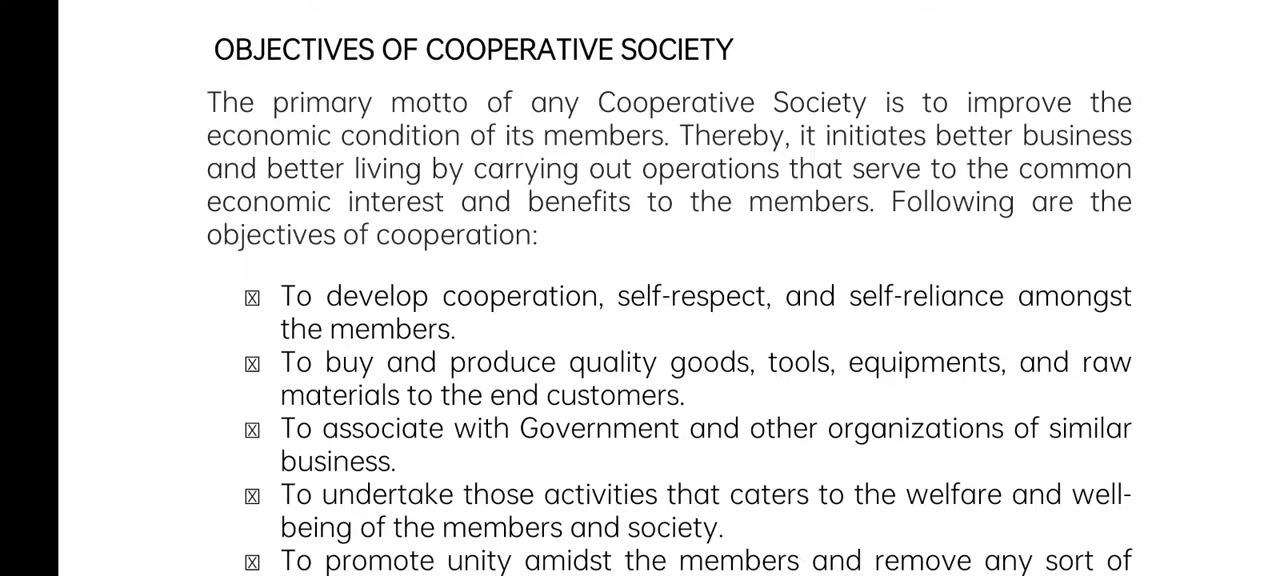 OBJECTIVES OF COOPERATIVE SOCIETY
The primary motto of any Cooperative Society is to improve the
economic condition of its members. Thereby, it initiates better business
and better living by carrying out operations that serve to the common
economic interest and benefits to the members. Following are the
objectives of cooperation:
☒ To develop cooperation, self-respect, and self-reliance amongst
the members.
☒ To buy and produce quality goods, tools, equipments, and raw
materials to the end customers.
☒ To associate with Government and other organizations of similar
business.
☒ To undertake those activities that caters to the welfare and well-
being of the members and society.
☒ To promote unity amidst the members and remove any sort of